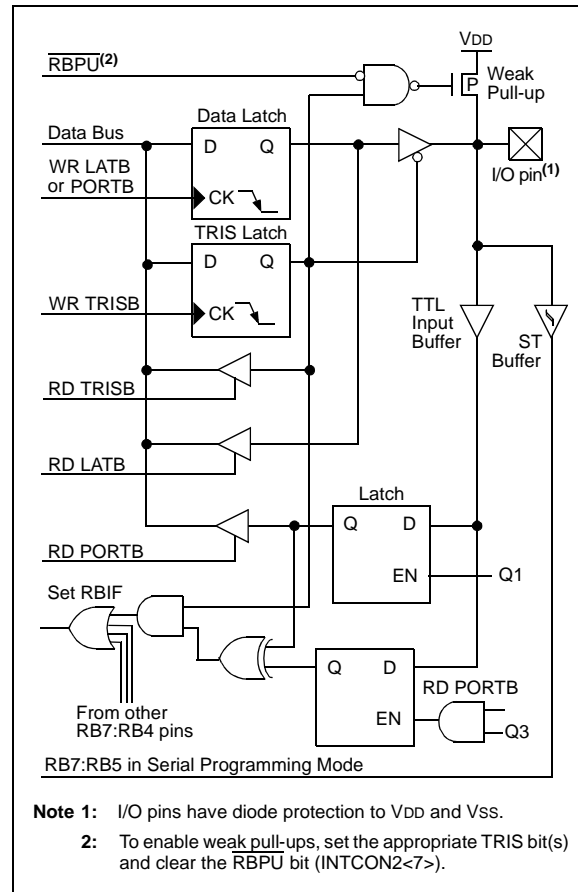 VDD
RBPU(2)
Weak
P
Pull-up
Data Latch
Data Bus
D Q
WR LATB
or PORTB
CK
I/O pin(1)
TRIS Latch
D Q
WR TRISB
CK
TTL
Input
Buffer
ST
Buffer
RD TRISB
RD LATB
Latch
Q D
RD PORTB
EN
Q1
Set RBIF
Q D
RD PORTB
EN
Q3
From other
RB7:RB4 pins
RB7:RB5 in Serial Programming Mode
Note 1: I/O pins have diode protection to VDD and VSS.
2: To enable weak pull-ups, set the appropriate TRIS bit(s)
and clear the RBPU bit (INTCON2<7>).